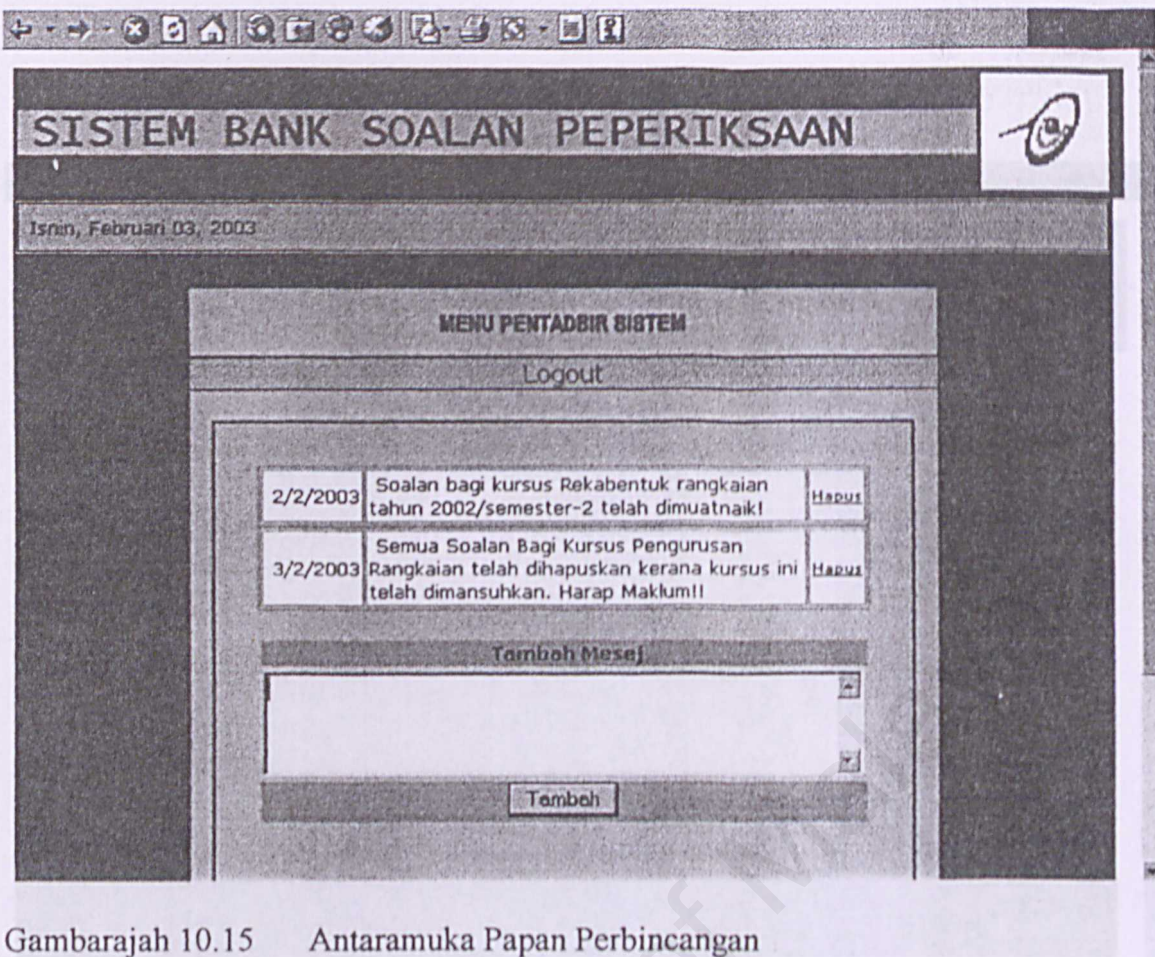 SISTEM BANK SOALAN PEPERIKSAAN
Isnin, Februari 03, 2003
MENU PENTADBIR SISTEM
Logout
2/2/2003 Soalan bagi kursus Rekabentuk rangkaian
tahun 2002/semester-2 telah dimuatnaik!
Hapus
Semua Soalan Bagi Kursus Pengurusan
3/2/2003 Rangkaian telah dihapuskan kerana kursus ini
telah dimansuhkan. Harap Maklum!!
Hapus
Tambah Mesej
Tambah
Gambarajah 10.15 Antaramuka Papan Perbincangan